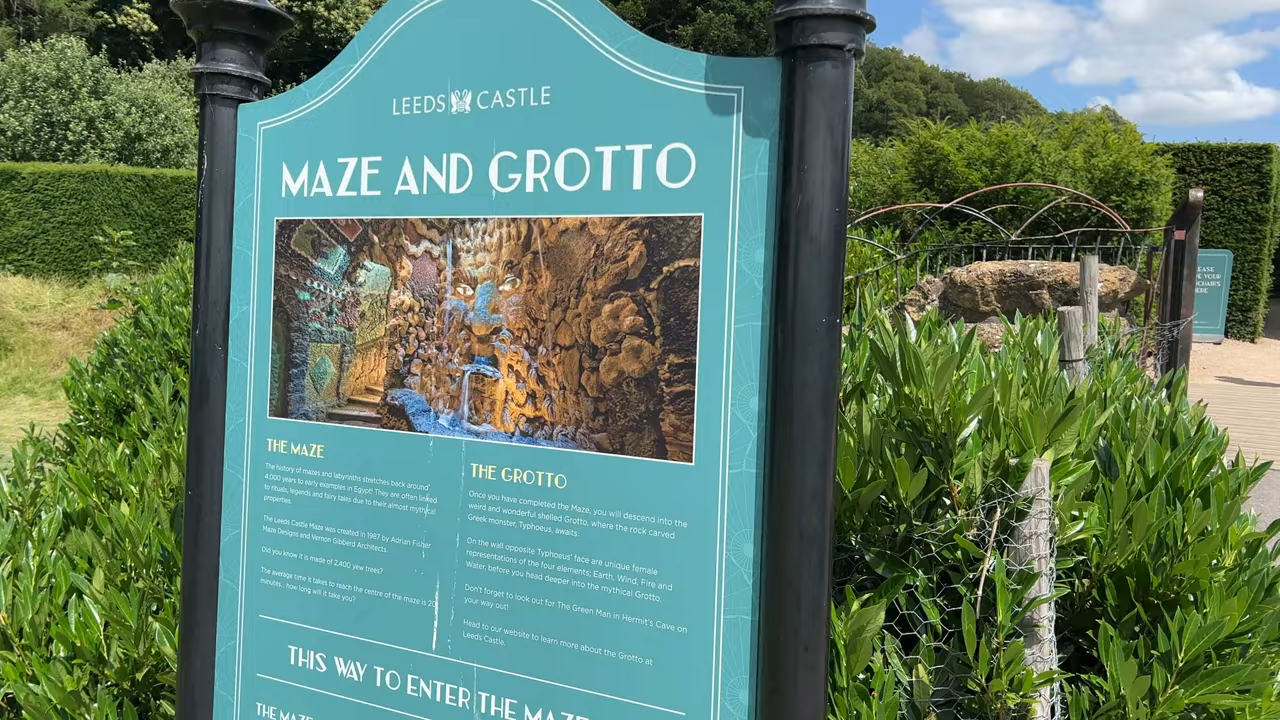 LEEDS CASTLE
MAZE AND GROTTO
THE MAZE
The history of mazes and labyrinths stretches back around
4,000 years to early examples in Egypt! They are often linked
to rituals, legends and fairy tales due to their almost mythical
properties.
The Leeds Castle Maze was created in 1987 by Adrian Fisher
Maze Designs and Vernon Gibberd Architects.
Did you know it is made of 2,400 yew trees?
The average time it takes to reach the centre of the maze is 20
minutes... how long will it take you?
THE GROTTO
Once you have completed the Maze, you will descend into the
weird and wonderful shelled Grotto, where the rock carved
Greek monster, Typhoeus, awaits.
On the wall opposite Typhoeus' face are unique female
representations of the four elements; Earth, Wind, Fire and
Water, before you head deeper into the mythical Grotto.
Don't forget to look out for The Green Man in Hermit's Cave on
your way out!
Head to our website to learn more about the Grotto at
Leeds Castle.
THIS WAY TO ENTER THE MAZE
THE MAZE